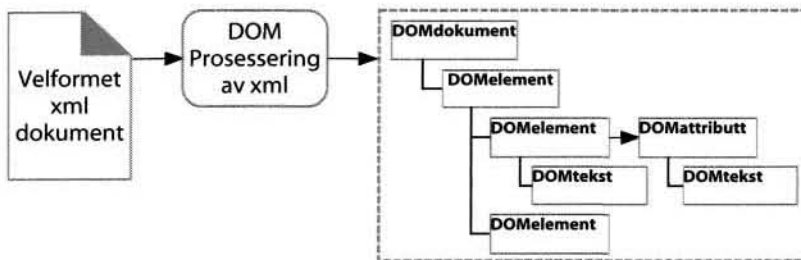 Velformet
xml
dokument
DOM
Prosessering
av xml
DOMdokument
DOMelement
DOMelement
DOMattributt
DOMtekst
DOMtekst
DOMelement